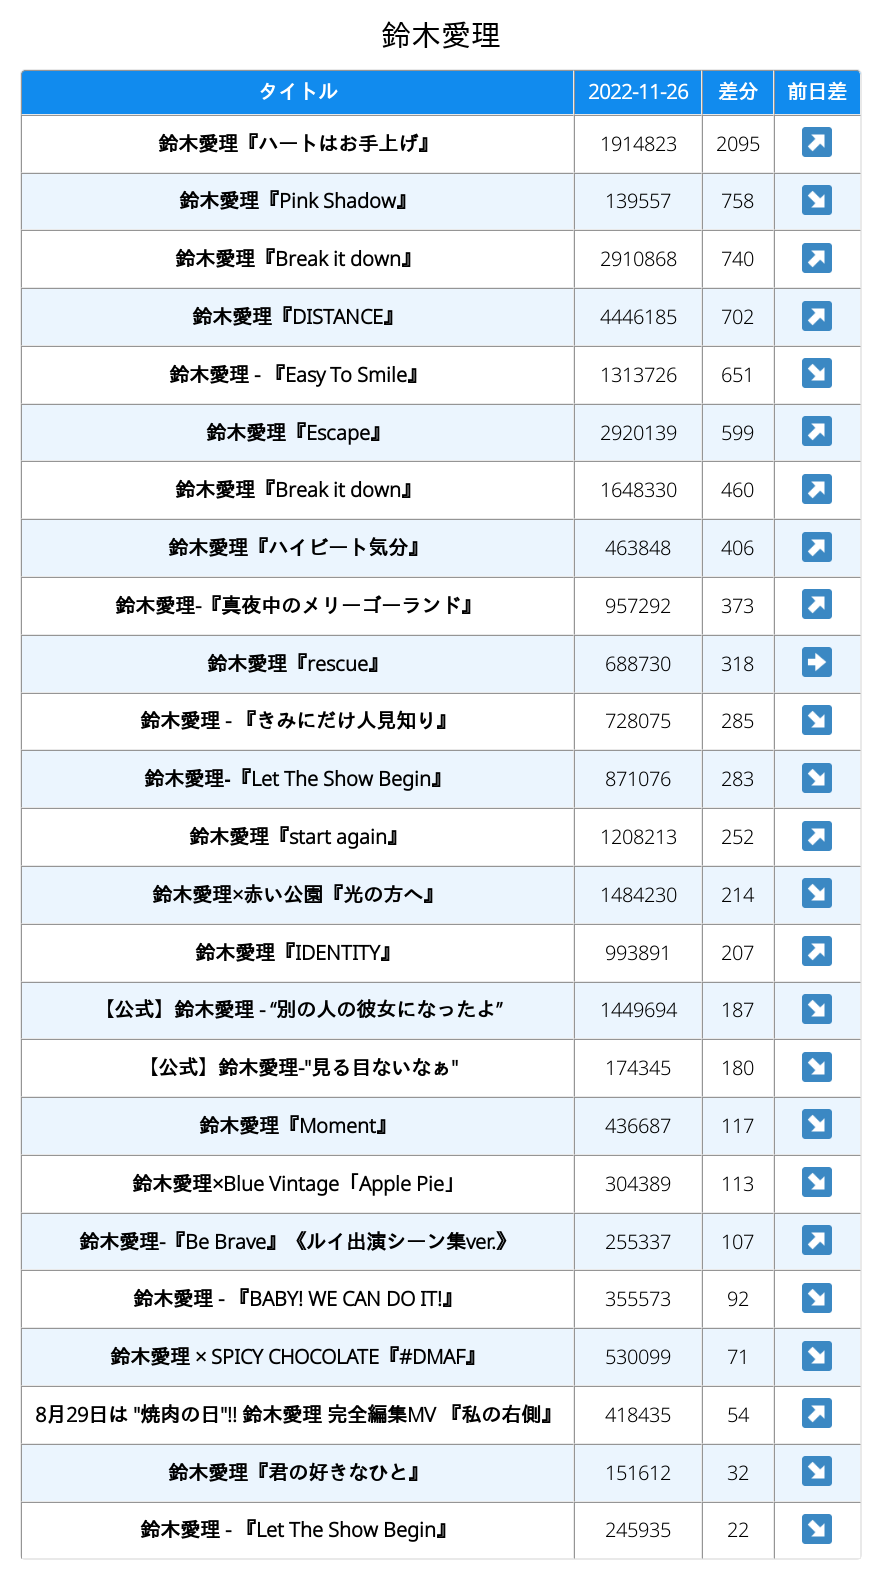 鈴木愛理
タイトル 2022-11-26 差分 前日差
鈴木愛理『ハートはお手上げ』 1914823 2095 ↗
鈴木愛理『Pink Shadow』 139557 758 ↘
鈴木愛理『Break it down』 2910868 740 ↗
鈴木愛理『DISTANCE』 4446185 702 ↗
鈴木愛理 - 『Easy To Smile』 1313726 651 ↘
鈴木愛理『Escape』 2920139 599 ↗
鈴木愛理『Break it down』 1648330 460 ↗
鈴木愛理『ハイビート気分』 463848 406 ↗
鈴木愛理-『真夜中のメリーゴーランド』 957292 373 ↗
鈴木愛理『rescue』 688730 318 →
鈴木愛理 - 『きみにだけ人見知り』 728075 285 ↘
鈴木愛理-『Let The Show Begin』 871076 283 ↘
鈴木愛理『start again』 1208213 252 ↗
鈴木愛理×赤い公園『光の方へ』 1484230 214 ↘
鈴木愛理『IDENTITY』 993891 207 ↗
【公式】鈴木愛理 - “別の人の彼女になったよ” 1449694 187 ↘
【公式】鈴木愛理-"見る目ないなぁ" 174345 180 ↘
鈴木愛理『Moment』 436687 117 ↘
鈴木愛理×Blue Vintage「Apple Pie」 304389 113 ↘
鈴木愛理-『Be Brave』《ルイ出演シーン集ver.》 255337 107 ↗
鈴木愛理 - 『BABY! WE CAN DO IT!』 355573 92 ↘
鈴木愛理 × SPICY CHOCOLATE『#DMAF』 530099 71 ↘
8月29日は "焼肉の日"!! 鈴木愛理 完全編集MV 『私の右側』 418435 54 ↗
鈴木愛理『君の好きなひと』 151612 32 ↘
鈴木愛理 - 『Let The Show Begin』 245935 22 ↘